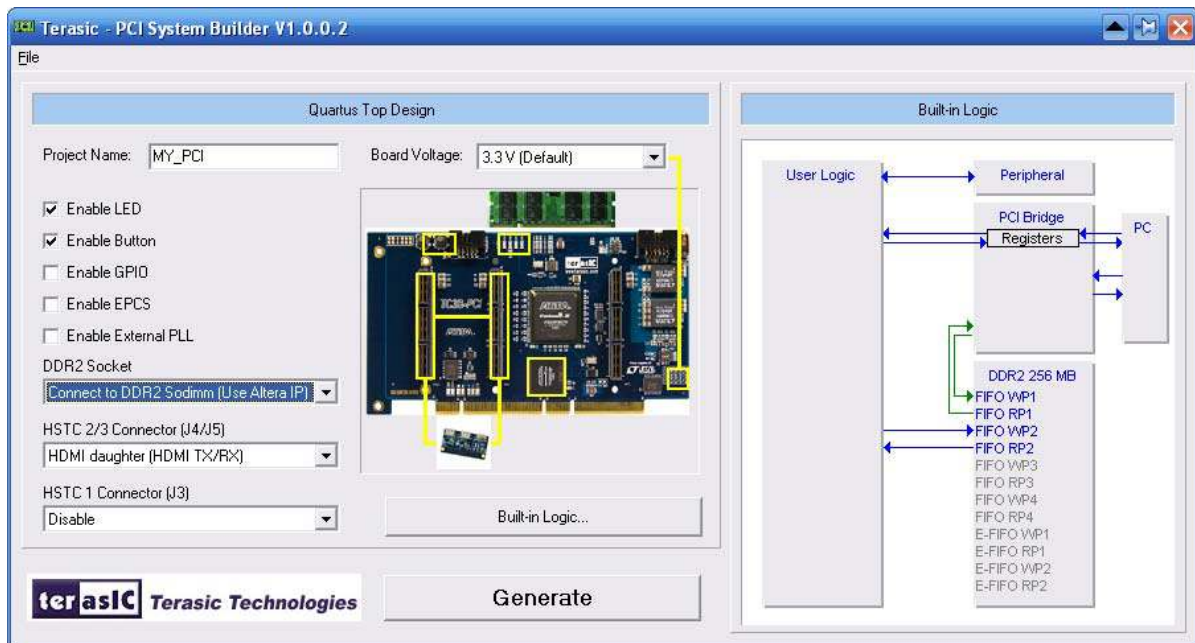 Terasic - PCI System Builder V1.0.0.2
File
Quartus Top Design
Project Name: MY_PCI
Board Voltage: 3.3 V (Default)
Enable LED
Enable Button
Enable GPIO
Enable EPCS
Enable External PLL
DDR2 Socket
Connect to DDR2 Sodimm (Use Altera IP)
HSTC 2/3 Connector (J4/J5)
HDMI daughter (HDMI TX/RX)
HSTC 1 Connector (J3)
Disable
terasIC
TC30-PCI
ALTERA
ALTERA
Built-in Logic...
terasIC Terasic Technologies
Generate
Built-in Logic
User Logic
Peripheral
PCI Bridge
Registers
PC
DDR2 256 MB
FIFO WP1
FIFO RP1
FIFO WP2
FIFO RP2
FIFO WP3
FIFO RP3
FIFO WP4
FIFO RP4
E-FIFO WP1
E-FIFO RP1
E-FIFO WP2
E-FIFO RP2